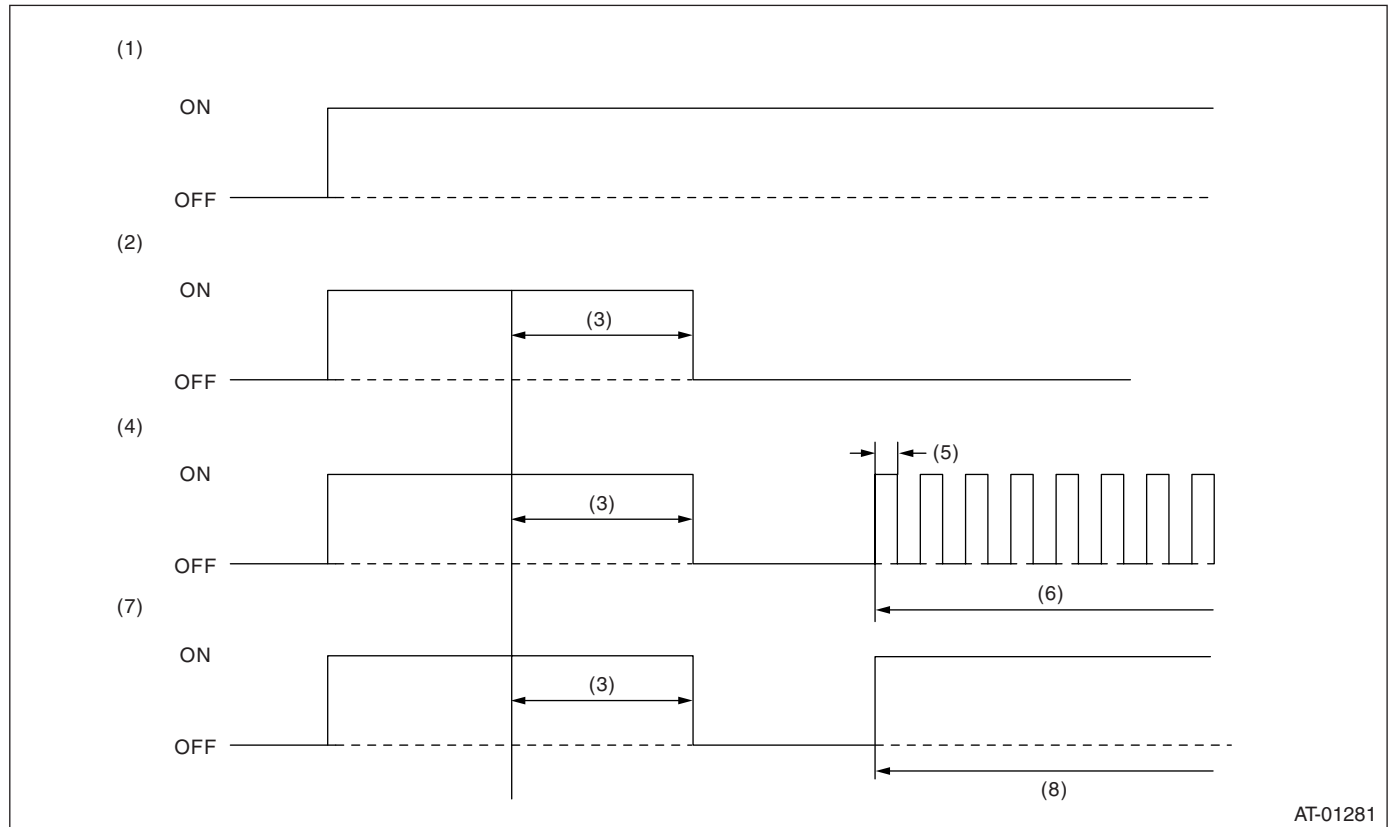 (1)
ON
OFF
(2)
ON
(3)
OFF
(4)
ON
(5)
(3)
OFF
(6)
(7)
ON
(3)
OFF
(8)
AT-01281